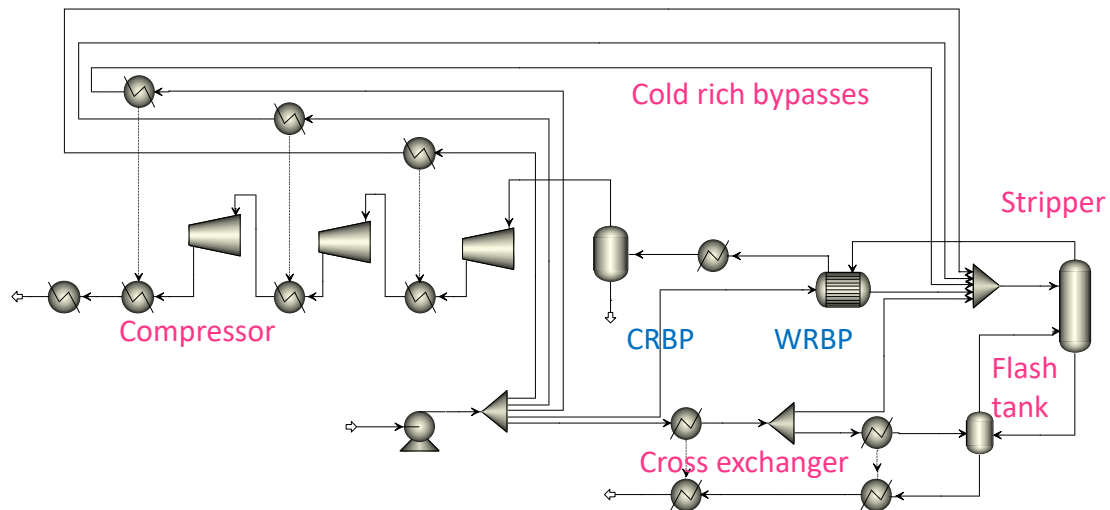 Cold rich bypasses
Stripper
Compressor
CRBP
WRBP
Flash
tank
Cross exchanger